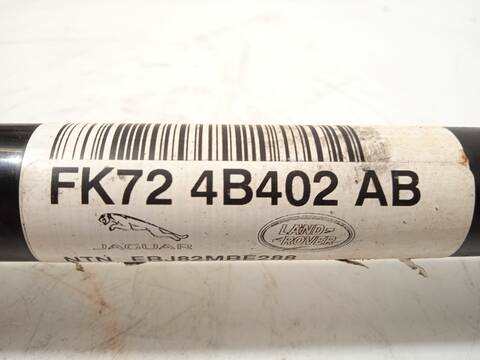 FK72 4B402 AB
JAGUAR
LAND-
ROVER
NTN